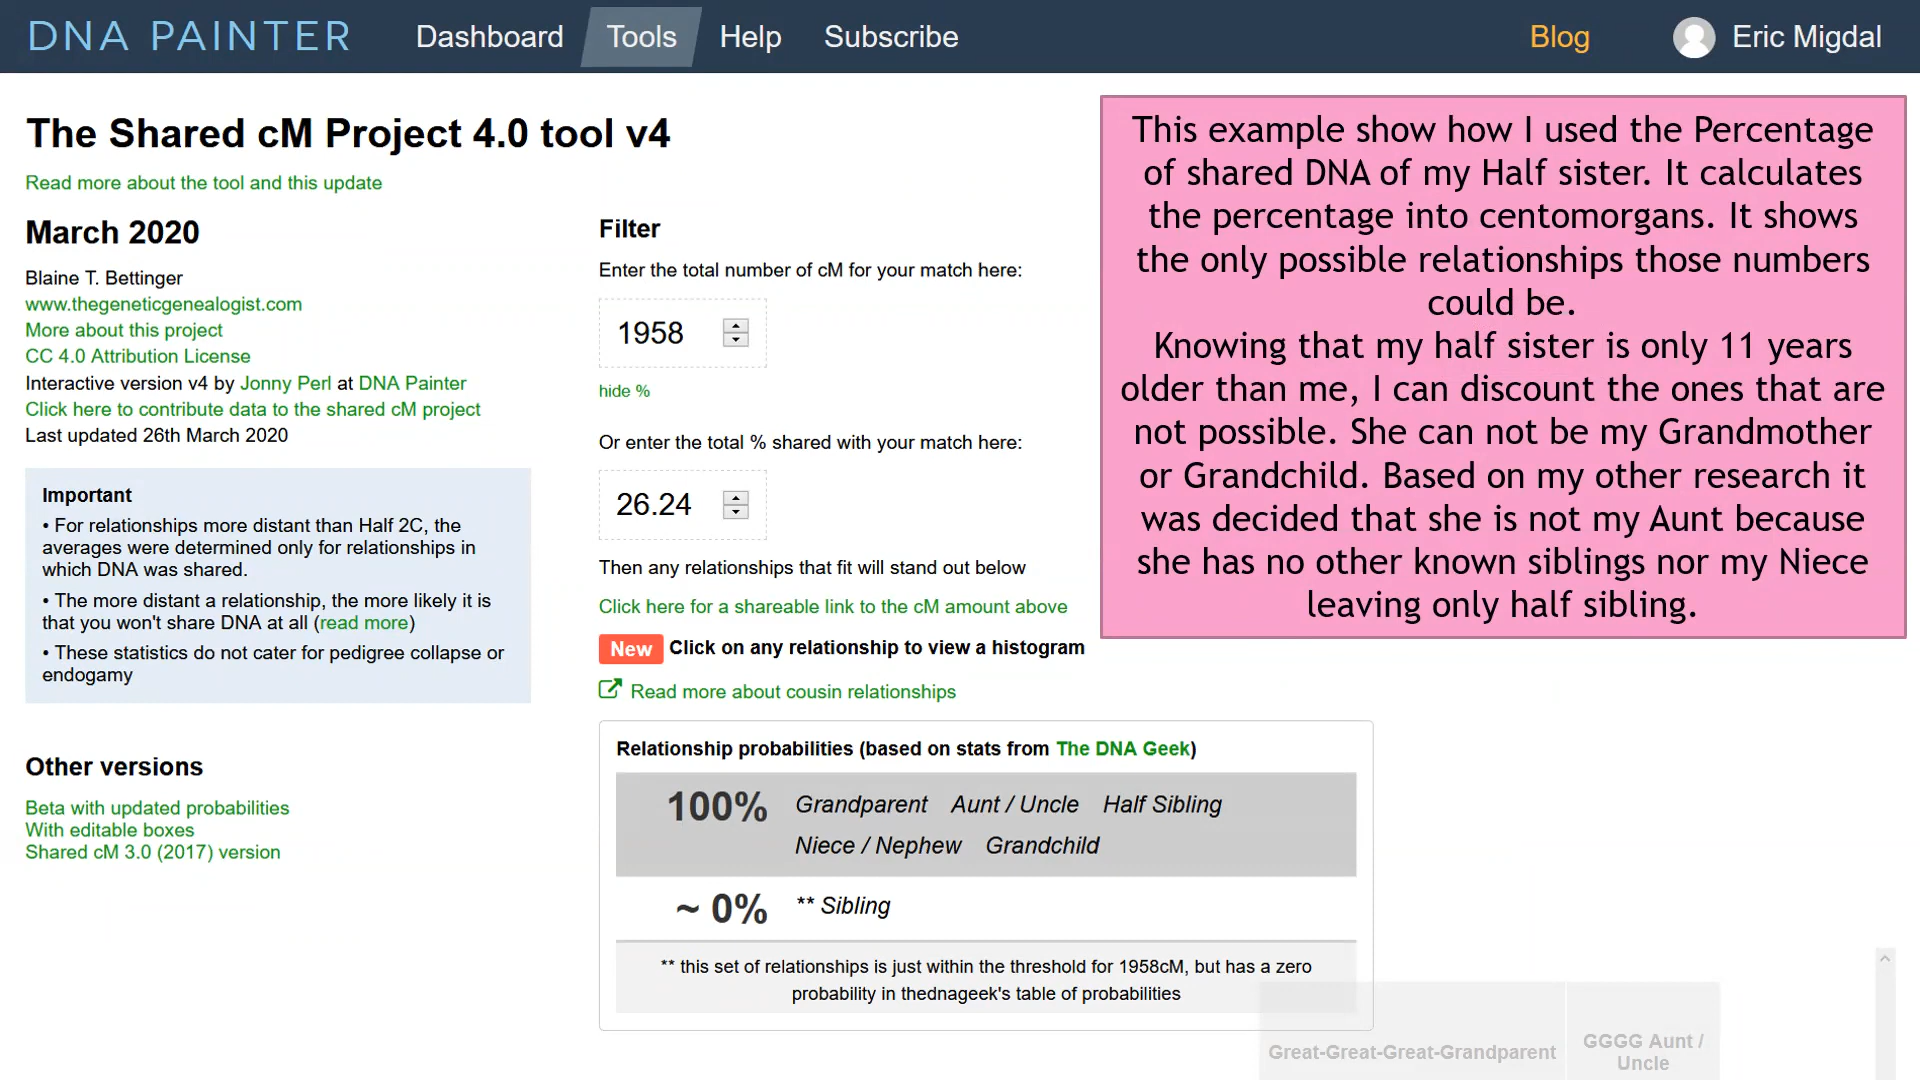 DNA PAINTER Dashboard Tools Help Subscribe Blog Eric Migdal
The Shared cM Project 4.0 tool v4
Read more about the tool and this update
March 2020
Blaine T. Bettinger
www.thegeneticgenealogist.com
More about this project
CC 4.0 Attribution License
Interactive version v4 by Jonny Perl at DNA Painter
Click here to contribute data to the shared cM project
Last updated 26th March 2020
Important
• For relationships more distant than Half 2C, the
averages were determined only for relationships in
which DNA was shared.
• The more distant a relationship, the more likely it is
that you won't share DNA at all (read more)
• These statistics do not cater for pedigree collapse or
endogamy
Other versions
Beta with updated probabilities
With editable boxes
Shared cM 3.0 (2017) version
Filter
Enter the total number of cM for your match here:
1958
hide %
Or enter the total % shared with your match here:
26.24
Then any relationships that fit will stand out below
Click here for a shareable link to the cM amount above
New Click on any relationship to view a histogram
Read more about cousin relationships
Relationship probabilities (based on stats from The DNA Geek)
100% Grandparent Aunt / Uncle Half Sibling
Niece / Nephew Grandchild
~ 0% ** Sibling
** this set of relationships is just within the threshold for 1958cM, but has a zero
probability in thednageek's table of probabilities
This example show how I used the Percentage
of shared DNA of my Half sister. It calculates
the percentage into centomorgans. It shows
the only possible relationships those numbers
could be.
Knowing that my half sister is only 11 years
older than me, I can discount the ones that are
not possible. She can not be my Grandmother
or Grandchild. Based on my other research it
was decided that she is not my Aunt because
she has no other known siblings nor my Niece
leaving only half sibling.
Great-Great-Great-Grandparent
GGGG Aunt /
Uncle